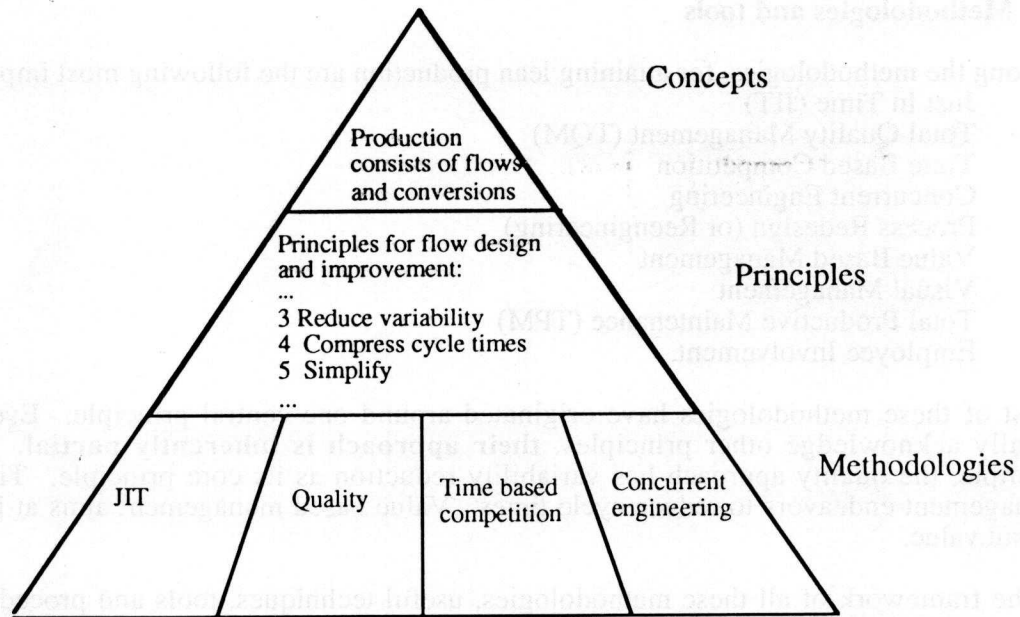 Concepts
Production
consists of flows
and conversions
Principles for flow design
and improvement:
...
3 Reduce variability
4 Compress cycle times
5 Simplify
...
Principles
Methodologies
JIT
Quality
Time based
competition
Concurrent
engineering